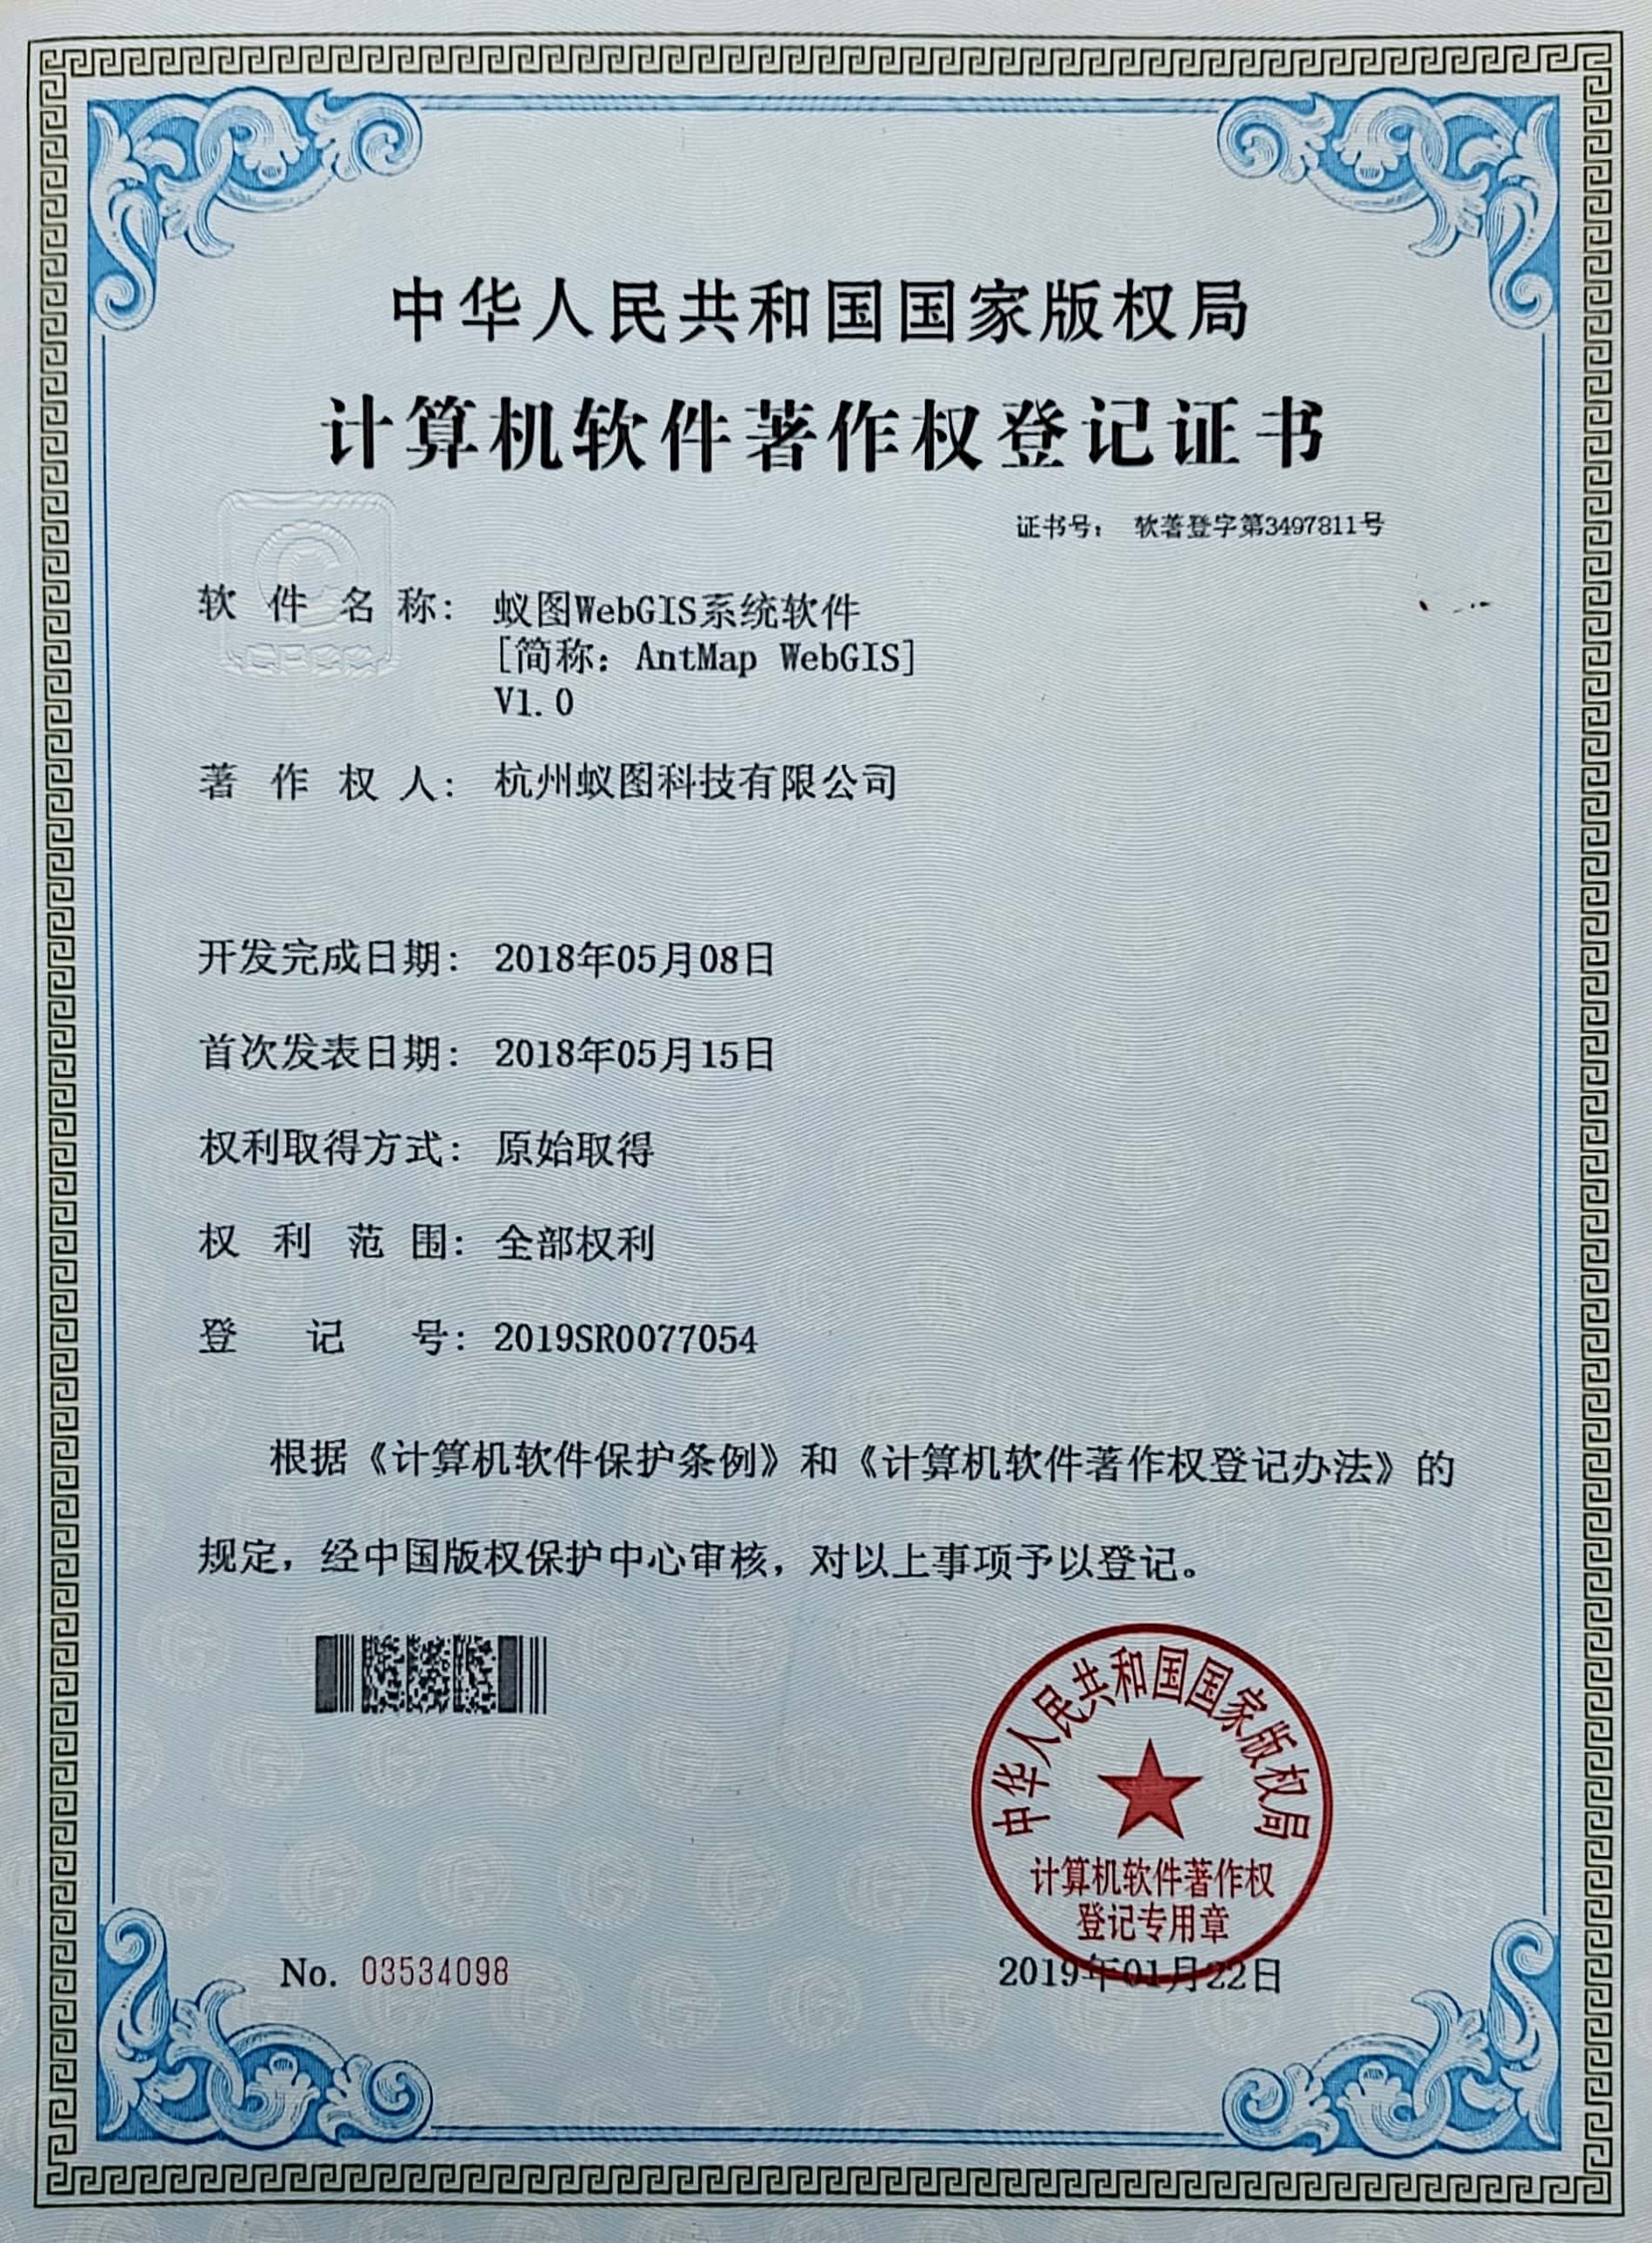 中华人民共和国国家版权局
计算机软件著作权登记证书
证书号： 软著登字第3497811号
软件名称： 蚁图WebGIS系统软件
[简称：AntMap WebGIS]
V1.0
著作权人： 杭州蚁图科技有限公司
开发完成日期： 2018年05月08日
首次发表日期： 2018年05月15日
权利取得方式： 原始取得
权利范围： 全部权利
登记号： 2019SR0077054
根据《计算机软件保护条例》和《计算机软件著作权登记办法》的
规定，经中国版权保护中心审核，对以上事项予以登记。
中华人民共和国国家版权局
计算机软件著作权
登记专用章
No. 03534098
2019年01月22日